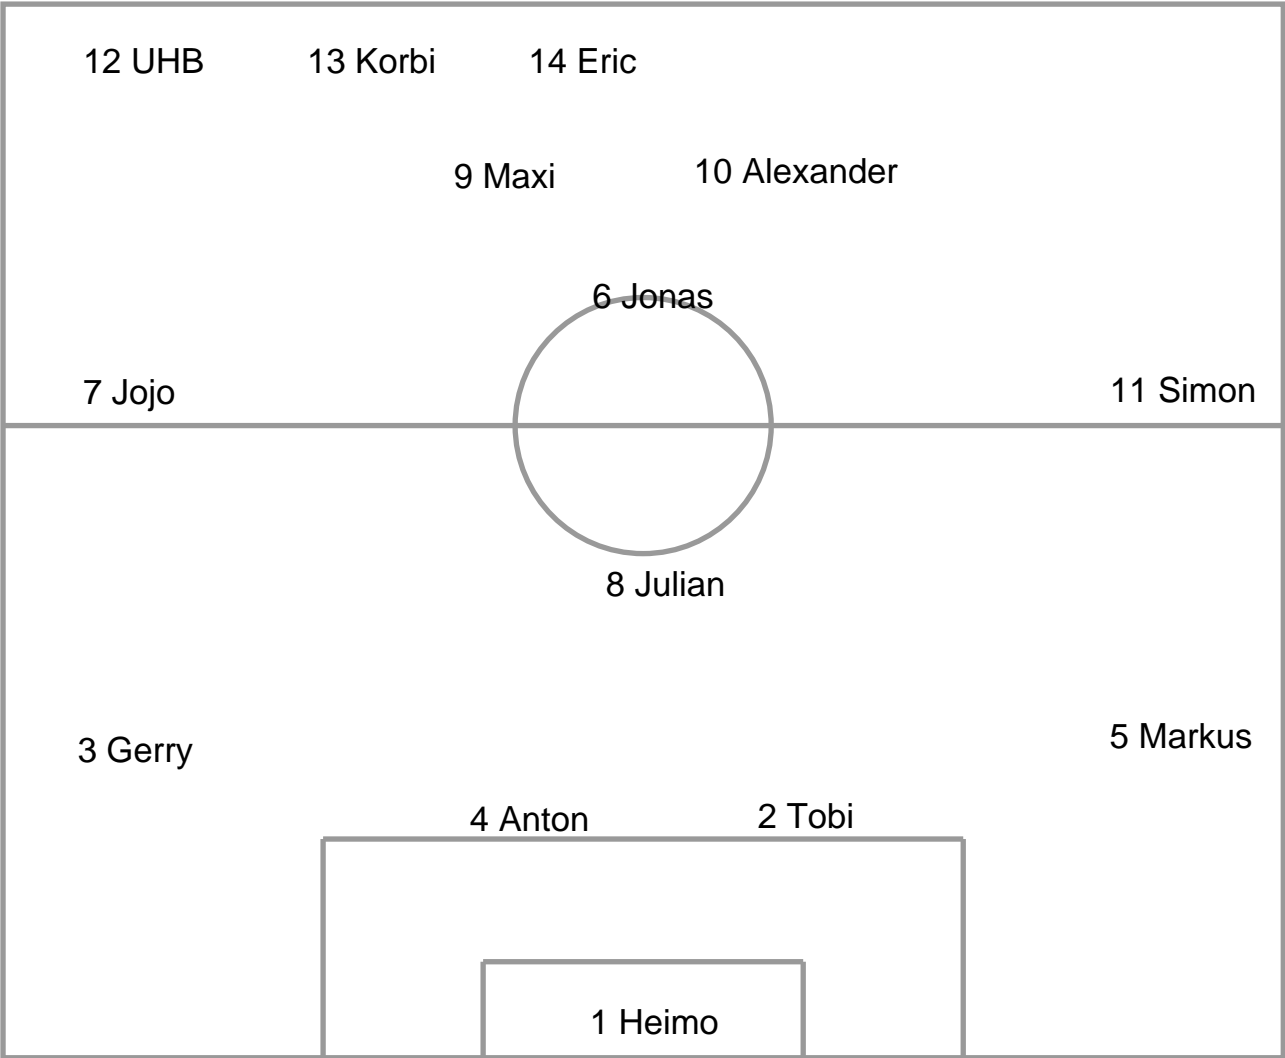 12 UHB
13 Korbi
14 Eric
9 Maxi
10 Alexander
6 Jonas
7 Jojo
11 Simon
8 Julian
3 Gerry
5 Markus
4 Anton
2 Tobi
1 Heimo